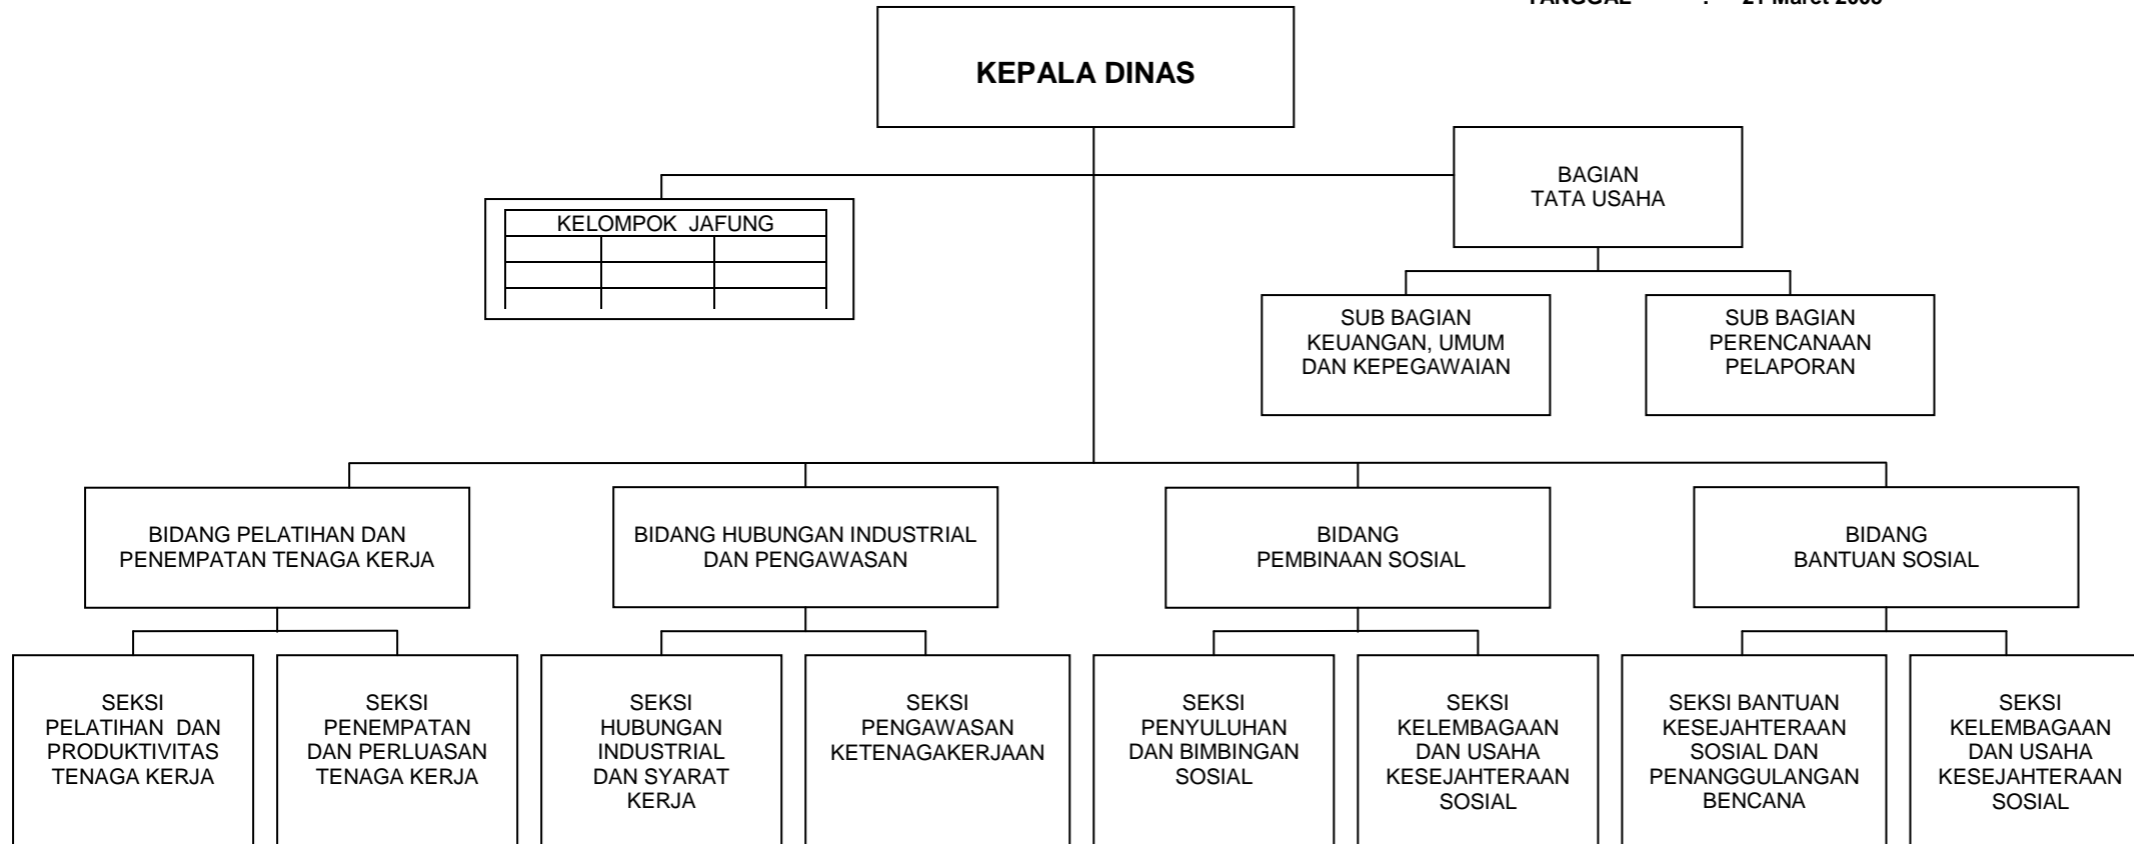 KEPALA DINAS
BAGIAN
TATA USAHA
KELOMPOK JAFUNG
SUB BAGIAN
KEUANGAN, UMUM
DAN KEPEGAWAIAN
SUB BAGIAN
PERENCANAAN
PELAPORAN
BIDANG PELATIHAN DAN
PENEMPATAN TENAGA KERJA
BIDANG HUBUNGAN INDUSTRIAL
DAN PENGAWASAN
BIDANG
PEMBINAAN SOSIAL
BIDANG
BANTUAN SOSIAL
SEKSI
PELATIHAN DAN
PRODUKTIVITAS
TENAGA KERJA
SEKSI
PENEMPATAN
DAN PERLUASAN
TENAGA KERJA
SEKSI
HUBUNGAN
INDUSTRIAL
DAN SYARAT
KERJA
SEKSI
PENGAWASAN
KETENAGAKERJAAN
SEKSI
PENYULUHAN
DAN BIMBINGAN
SOSIAL
SEKSI
KELEMBAGAAN
DAN USAHA
KESEJAHTERAAN
SOSIAL
SEKSI BANTUAN
KESEJAHTERAAN
SOSIAL DAN
PENANGGULANGAN
BENCANA
SEKSI
KELEMBAGAAN
DAN USAHA
KESEJAHTERAAN
SOSIAL